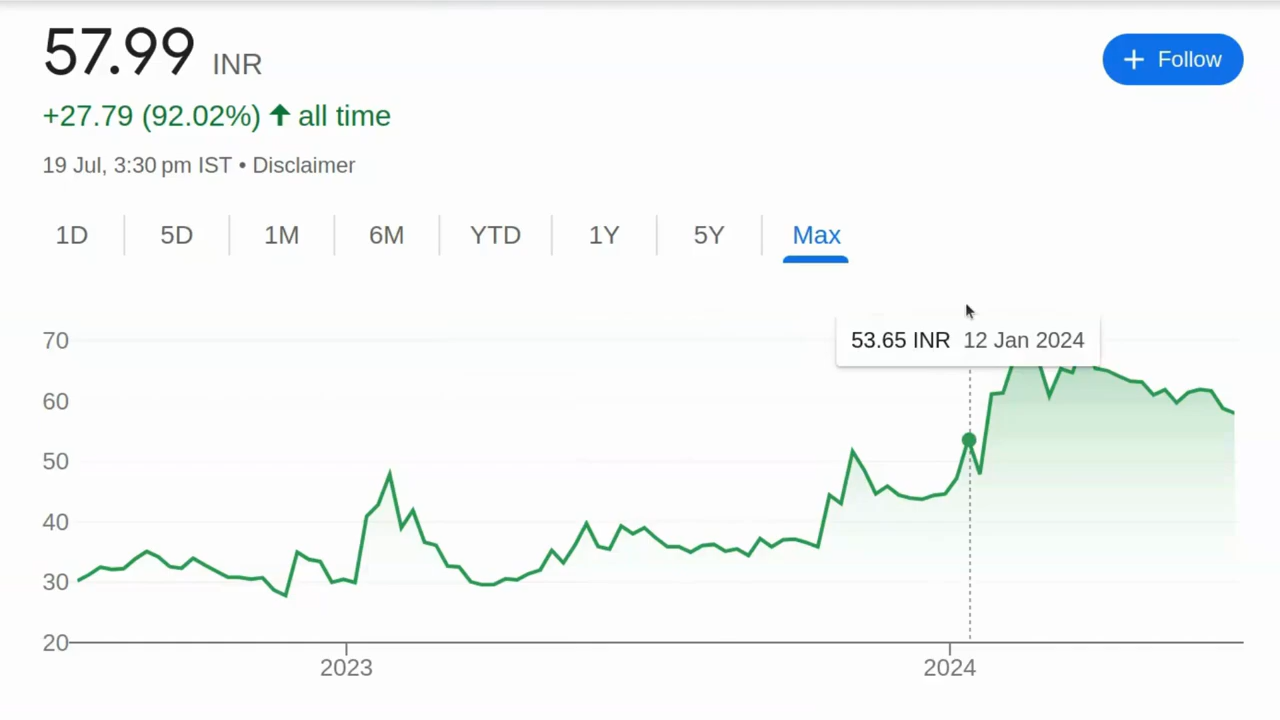 57.99 INR
+ Follow
+27.79 (92.02%) ↑ all time
19 Jul, 3:30 pm IST • Disclaimer
1D 5D 1M 6M YTD 1Y 5Y Max
53.65 INR 12 Jan 2024
70
60
50
40
30
20
2023 2024